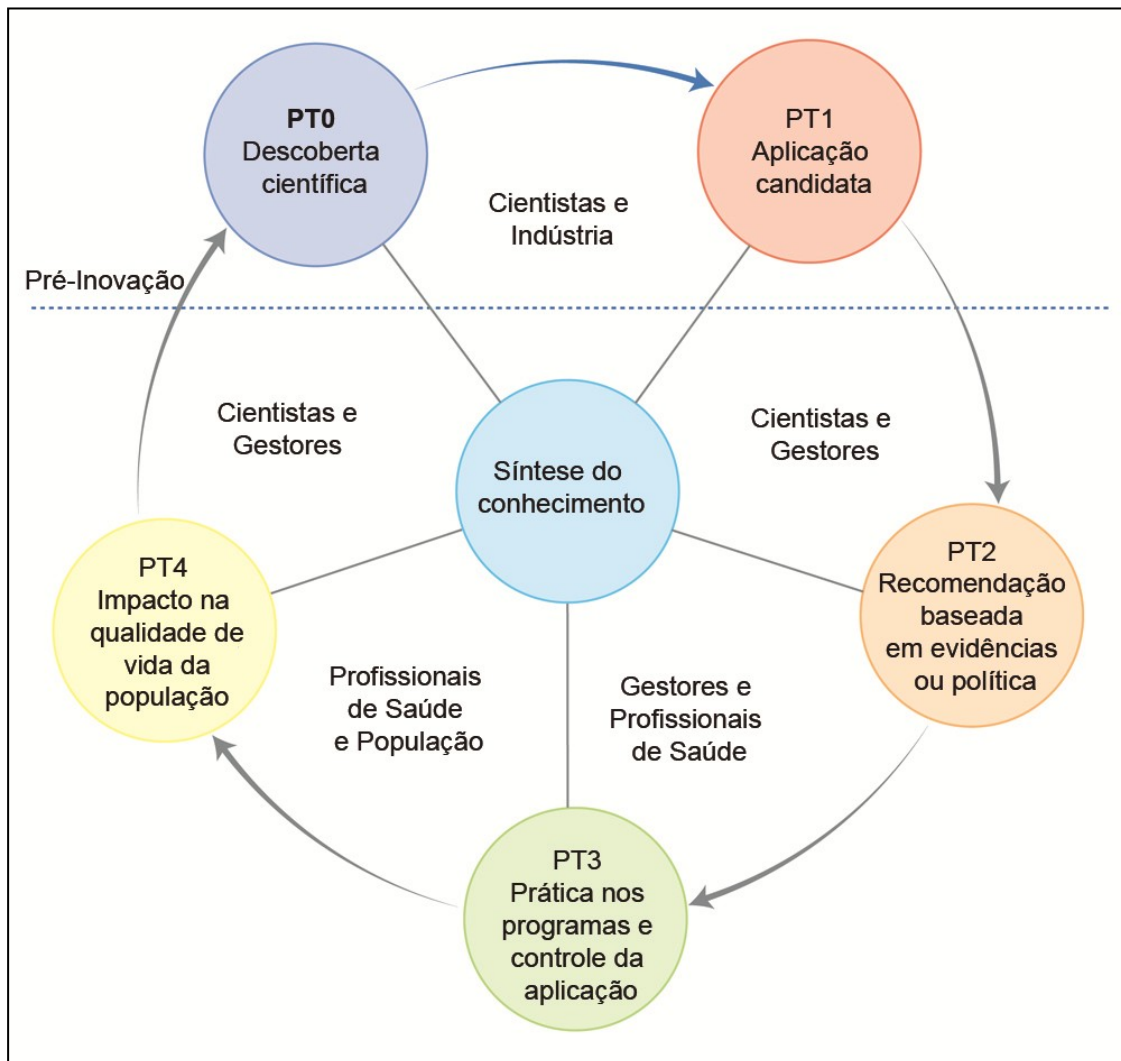 PT0
Descoberta
científica
PT1
Aplicação
candidata
Cientistas e
Indústria
Pré-Inovação
Cientistas e
Gestores
Cientistas e
Gestores
Síntese do
conhecimento
PT2
Recomendação
baseada
em evidências
ou política
PT4
Impacto na
qualidade de
vida da
população
Profissionais
de Saúde
e População
Gestores e
Profissionais
de Saúde
PT3
Prática nos
programas e
controle da
aplicação